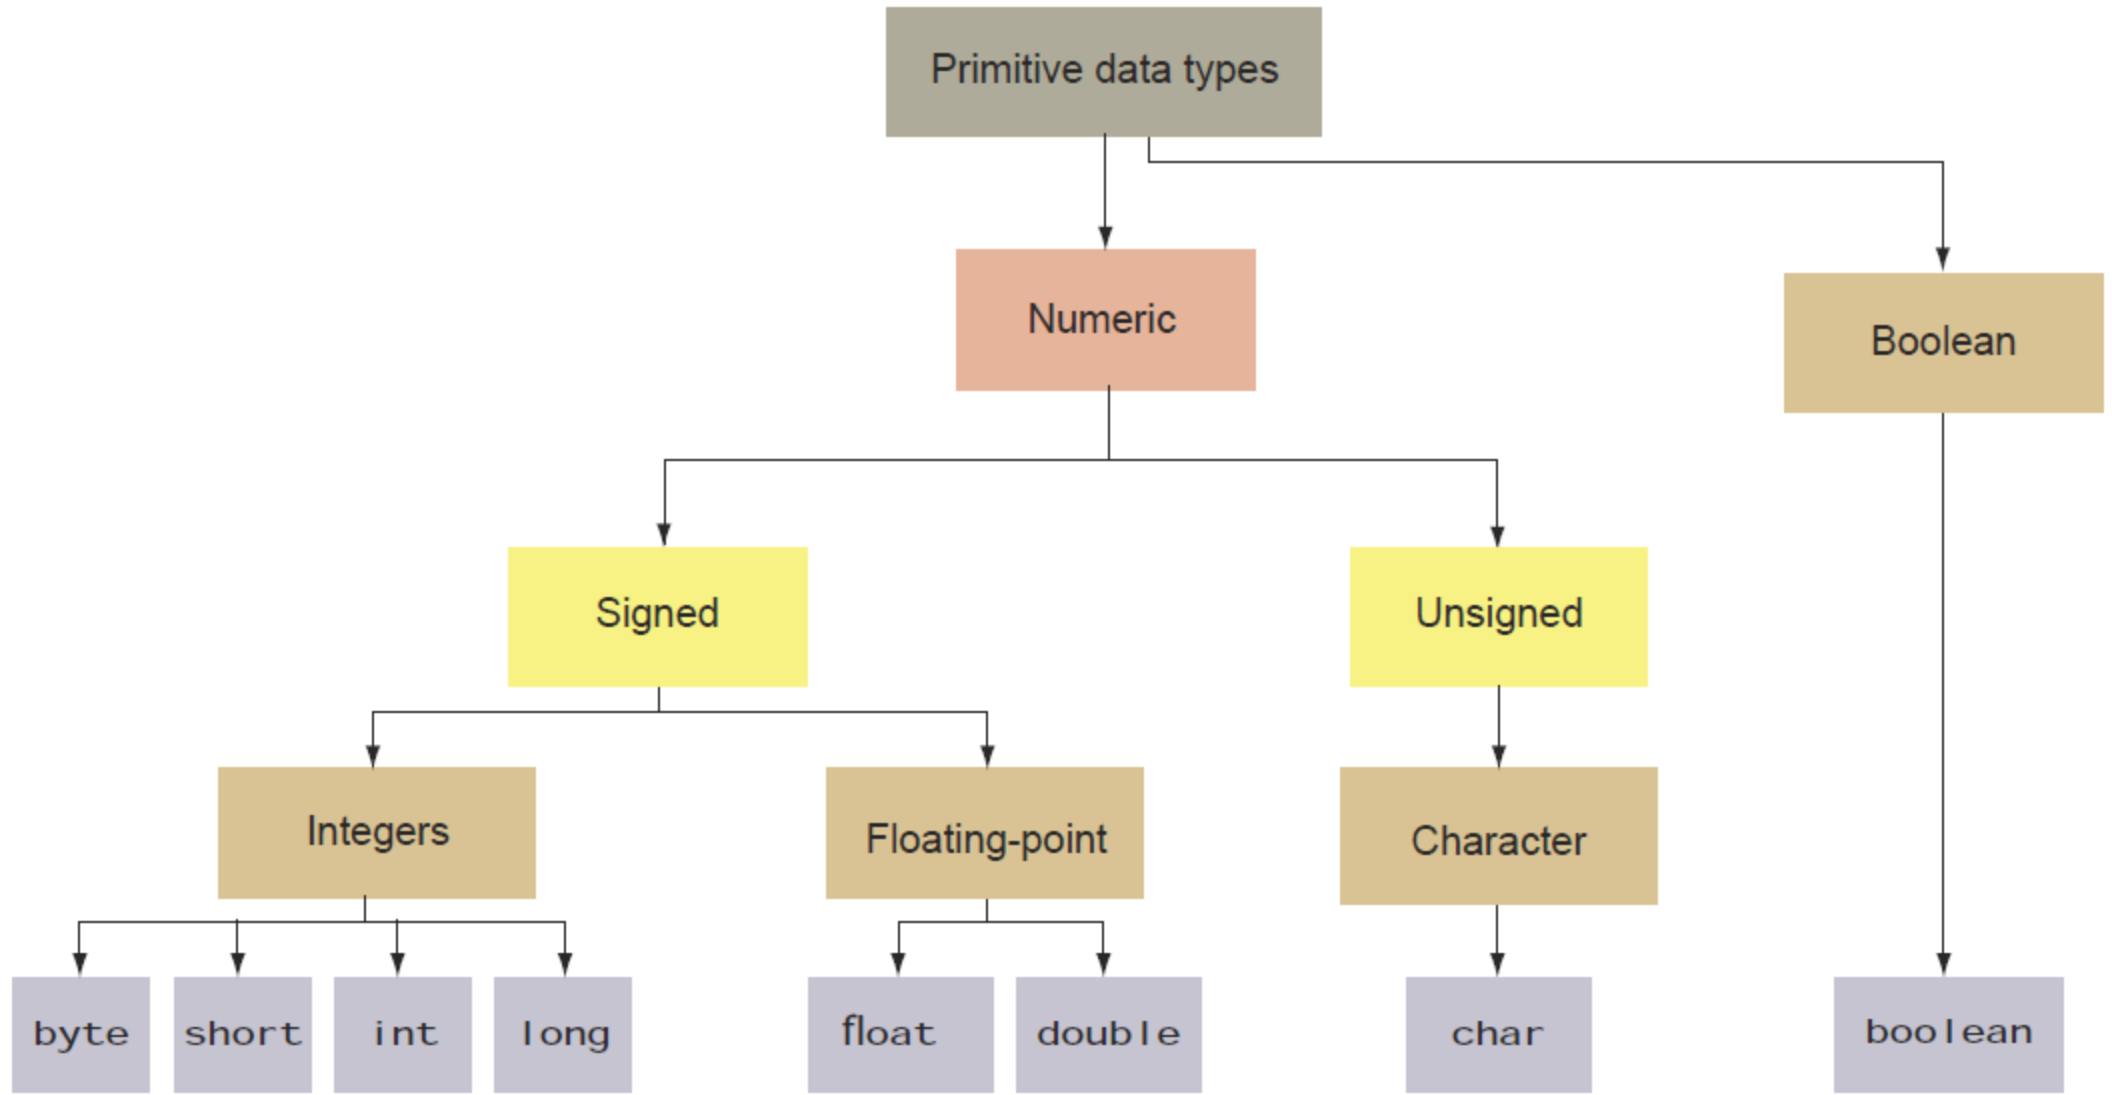 Primitive data types
Numeric
Boolean
Signed
Unsigned
Integers
Floating-point
Character
byte
short
int
long
float
double
char
boolean